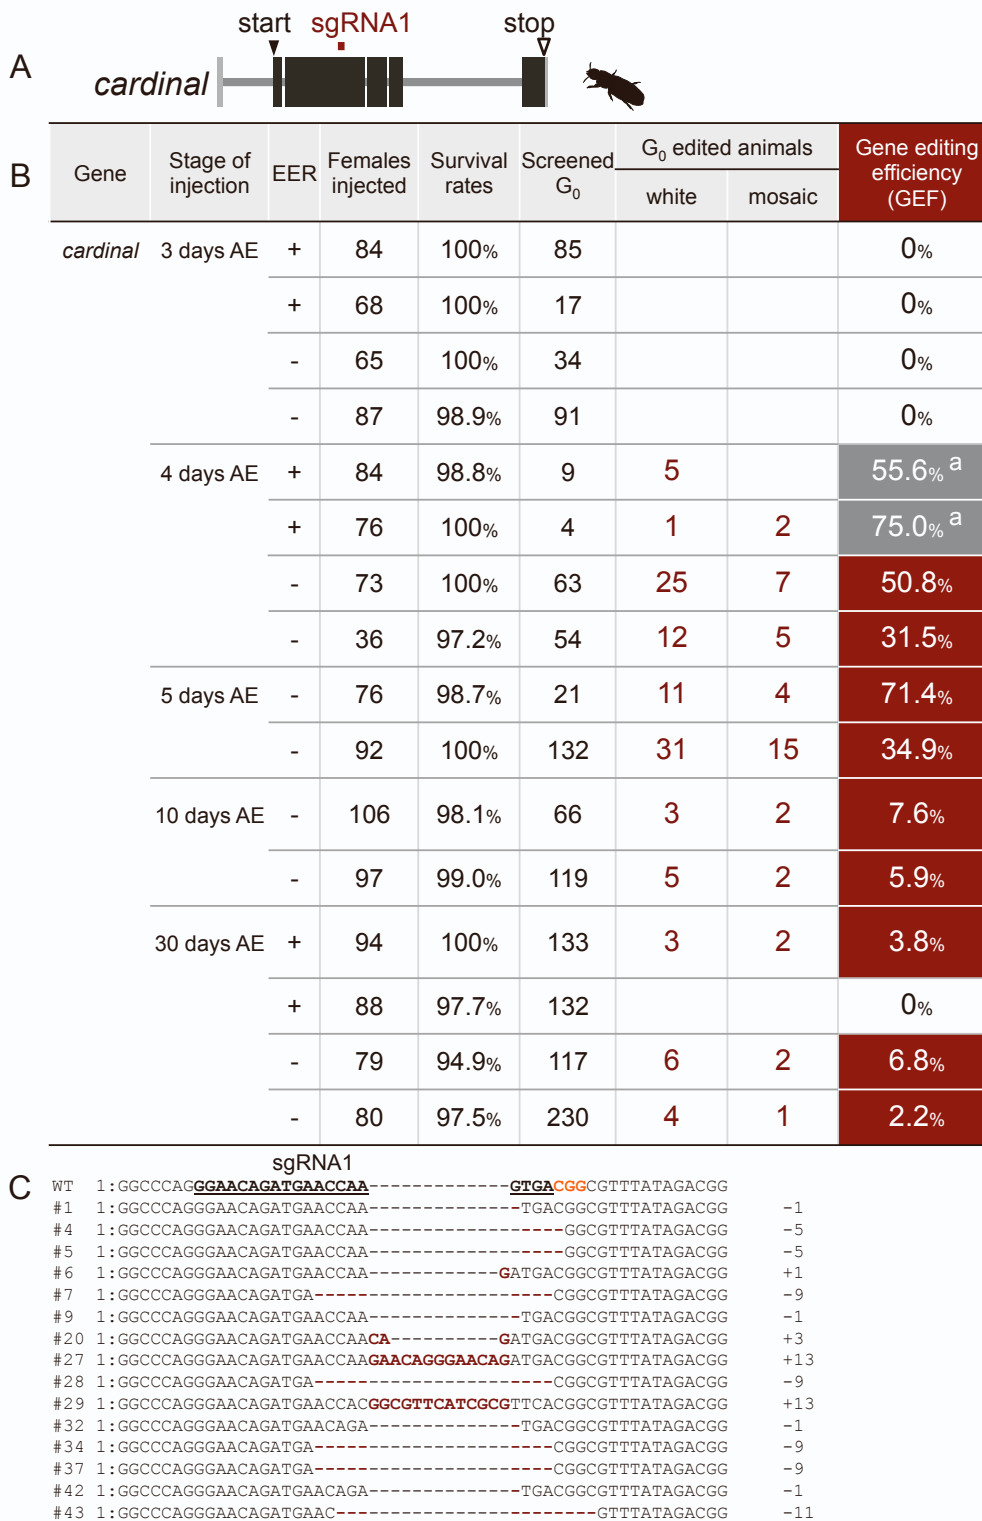 start sgRNA1 stop
A
cardinal
B
Gene Stage of injection EER Females injected Survival rates Screened G0 G0 edited animals Gene editing efficiency (GEF)
white mosaic
cardinal 3 days AE + 84 100% 85 0%
+ 68 100% 17 0%
- 65 100% 34 0%
- 87 98.9% 91 0%
4 days AE + 84 98.8% 9 5 55.6% a
+ 76 100% 4 1 2 75.0% a
- 73 100% 63 25 7 50.8%
- 36 97.2% 54 12 5 31.5%
5 days AE - 76 98.7% 21 11 4 71.4%
- 92 100% 132 31 15 34.9%
10 days AE - 106 98.1% 66 3 2 7.6%
- 97 99.0% 119 5 2 5.9%
30 days AE + 94 100% 133 3 2 3.8%
+ 88 97.7% 132 0%
- 79 94.9% 117 6 2 6.8%
- 80 97.5% 230 4 1 2.2%
sgRNA1
C
WT 1:GGCCCAGGGAACAGATGAACCAA-------------GTGACGGCGTTTATAGACGG
#1 1:GGCCCAGGGAACAGATGAACCAA--------------TGACGGCGTTTATAGACGG -1
#4 1:GGCCCAGGGAACAGATGAACCAA------------------GGCGTTTATAGACGG -5
#5 1:GGCCCAGGGAACAGATGAACCAA------------------GGCGTTTATAGACGG -5
#6 1:GGCCCAGGGAACAGATGAACCAA------------GATGACGGCGTTTATAGACGG +1
#7 1:GGCCCAGGGAACAGATGA----------------------CGGCGTTTATAGACGG -9
#9 1:GGCCCAGGGAACAGATGAACCAA--------------TGACGGCGTTTATAGACGG -1
#20 1:GGCCCAGGGAACAGATGAACCAACA----------GATGACGGCGTTTATAGACGG +3
#27 1:GGCCCAGGGAACAGATGAACCAAGAACAGGGAACAGATGACGGCGTTTATAGACGG +13
#28 1:GGCCCAGGGAACAGATGA----------------------CGGCGTTTATAGACGG -9
#29 1:GGCCCAGGGAACAGATGAACCACGGCGTTCATCGCGTTCACGGCGTTTATAGACGG +13
#32 1:GGCCCAGGGAACAGATGAACAGA--------------TGACGGCGTTTATAGACGG -1
#34 1:GGCCCAGGGAACAGATGA----------------------CGGCGTTTATAGACGG -9
#37 1:GGCCCAGGGAACAGATGA----------------------CGGCGTTTATAGACGG -9
#42 1:GGCCCAGGGAACAGATGAACAGA--------------TGACGGCGTTTATAGACGG -1
#43 1:GGCCCAGGGAACAGATGAAC------------------------GTTTATAGACGG -11